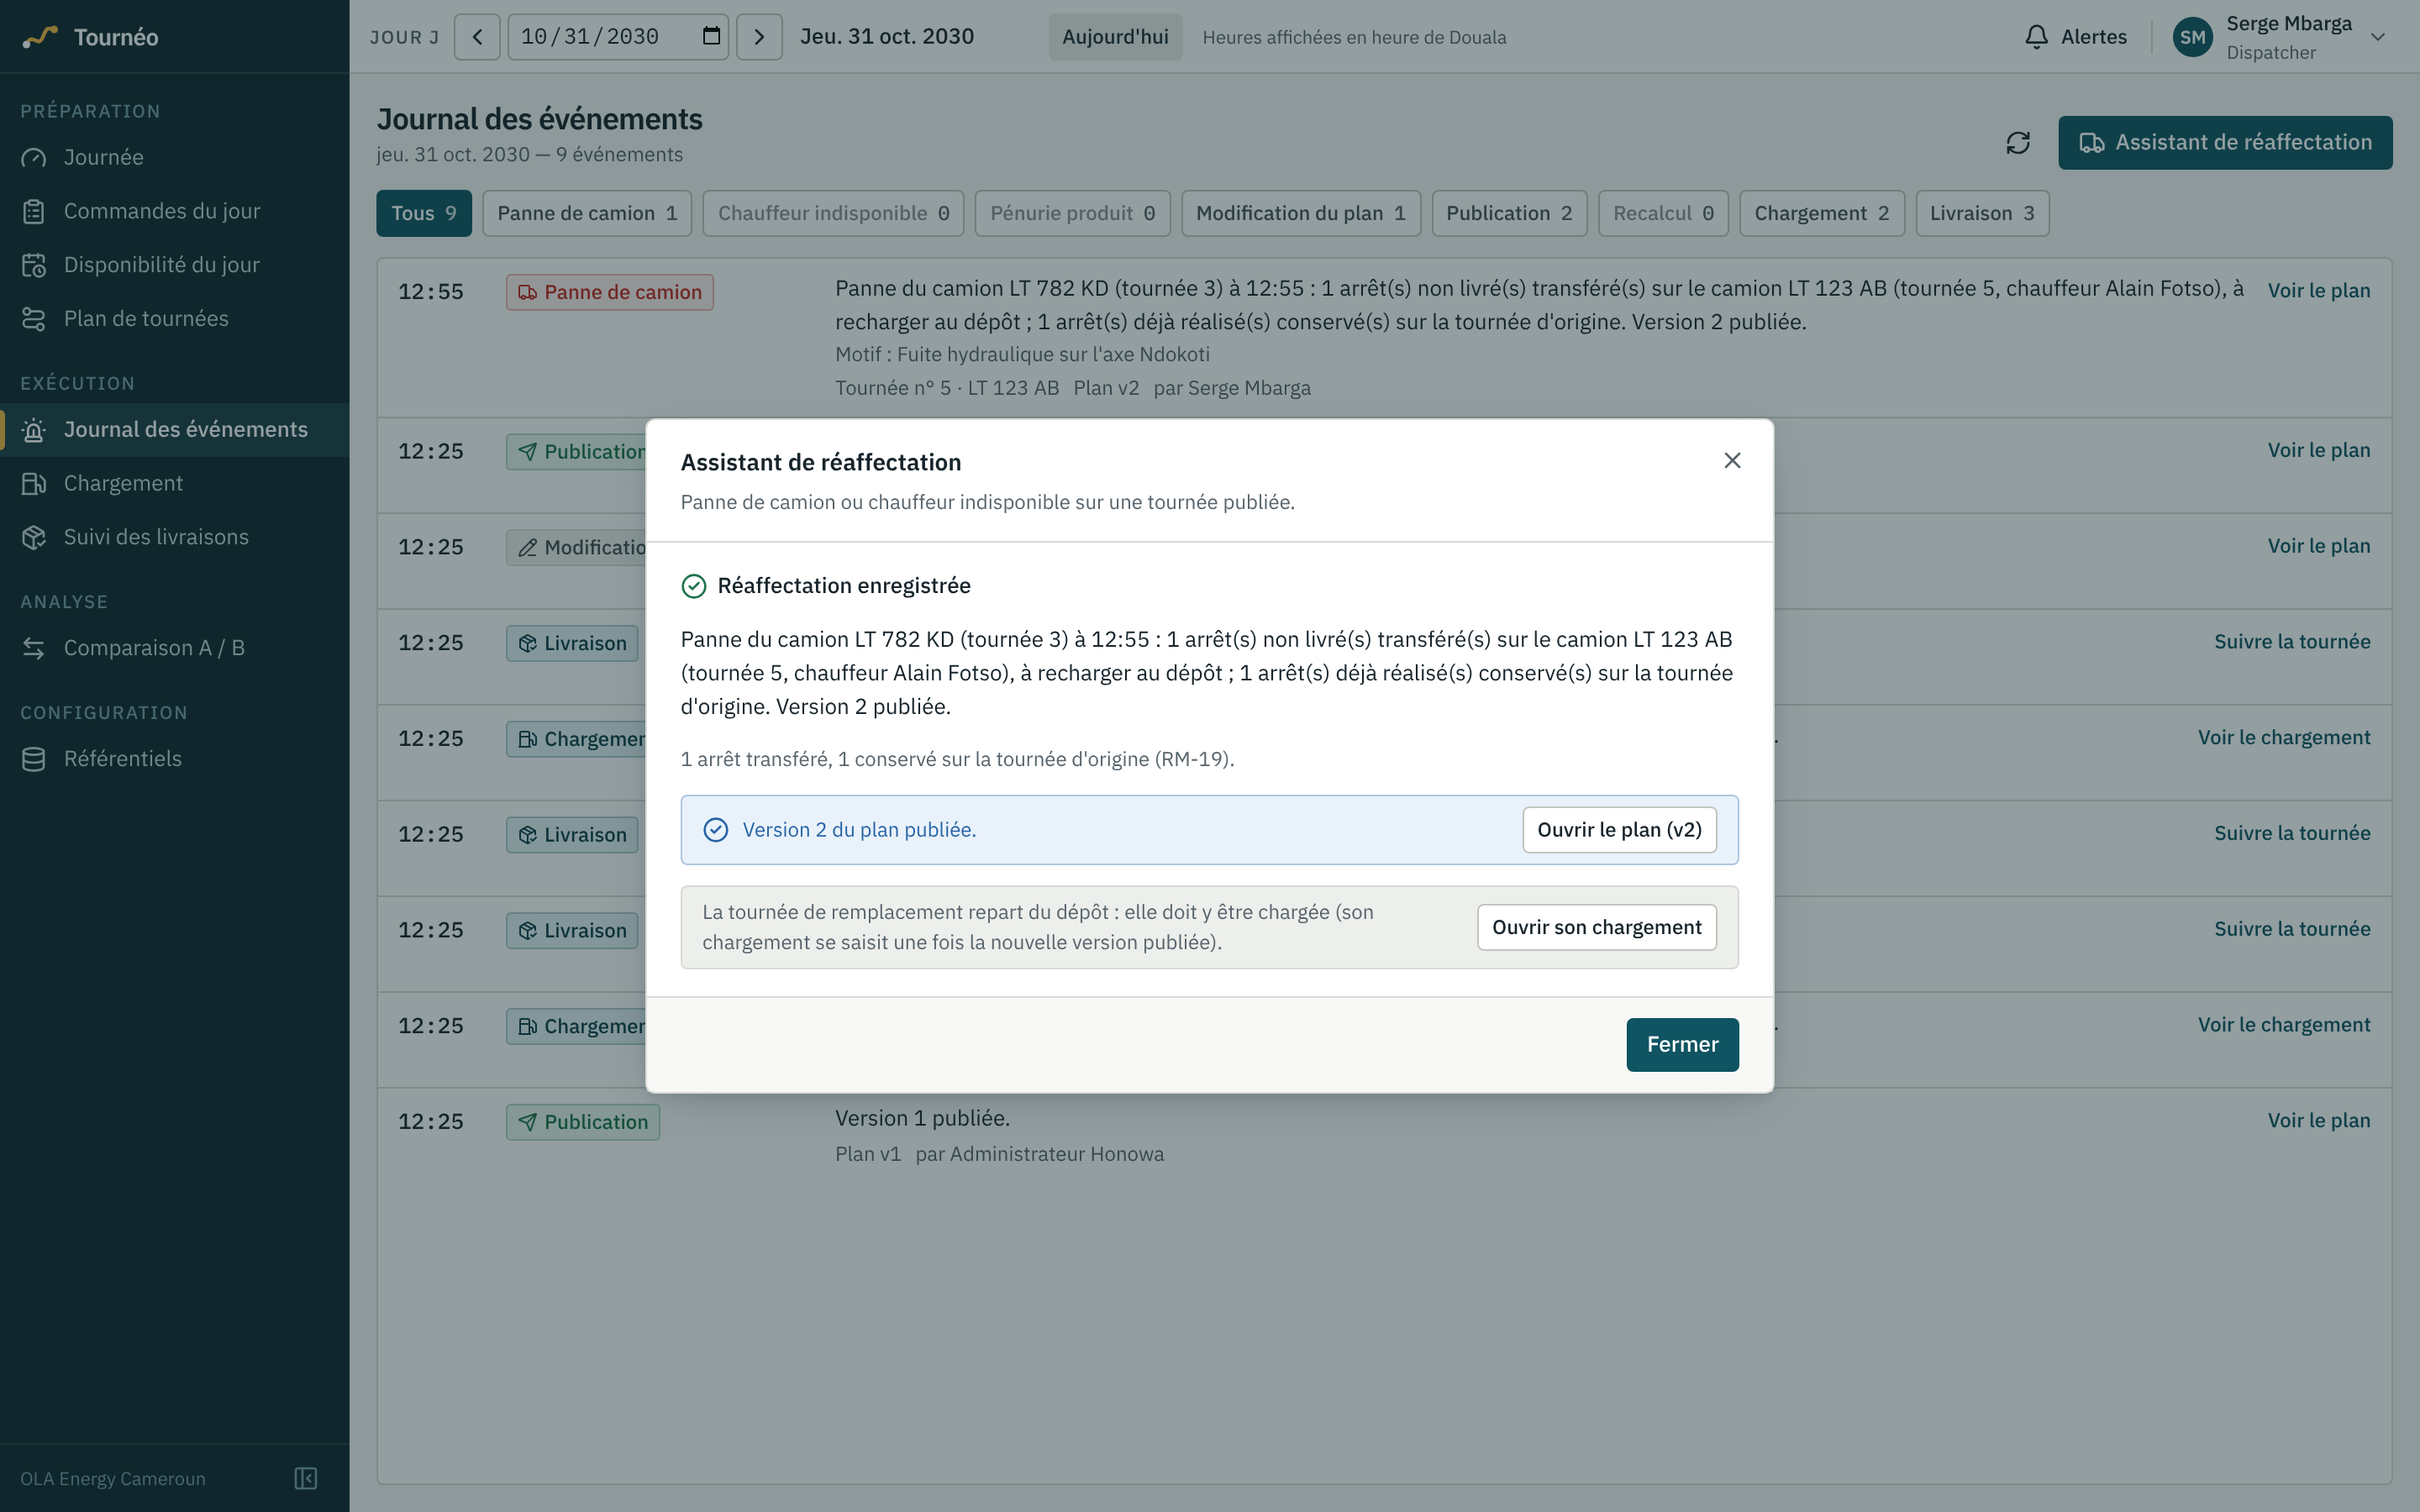 Tournéo
JOUR J
10/31/2030
Jeu. 31 oct. 2030
Aujourd'hui
Heures affichées en heure de Douala
Alertes
SM
Serge Mbarga
Dispatcher
PRÉPARATION
Journée
Commandes du jour
Disponibilité du jour
Plan de tournées
EXÉCUTION
Journal des événements
Chargement
Suivi des livraisons
ANALYSE
Comparaison A / B
CONFIGURATION
Référentiels
OLA Energy Cameroun
Journal des événements
jeu. 31 oct. 2030 — 9 événements
Assistant de réaffectation
Tous 9
Panne de camion 1
Chauffeur indisponible 0
Pénurie produit 0
Modification du plan 1
Publication 2
Recalcul 0
Chargement 2
Livraison 3
12:55
Panne de camion
Panne du camion LT 782 KD (tournée 3) à 12:55 : 1 arrêt(s) non livré(s) transféré(s) sur le camion LT 123 AB (tournée 5, chauffeur Alain Fotso), à
recharger au dépôt ; 1 arrêt(s) déjà réalisé(s) conservé(s) sur la tournée d'origine. Version 2 publiée.
Motif : Fuite hydraulique sur l'axe Ndokoti
Tournée n° 5 · LT 123 AB Plan v2 par Serge Mbarga
Voir le plan
12:25
Publication
Voir le plan
12:25
Modificatio
Voir le plan
12:25
Livraison
Suivre la tournée
12:25
Chargemer
Voir le chargement
12:25
Livraison
Suivre la tournée
12:25
Livraison
Suivre la tournée
12:25
Chargemer
Voir le chargement
12:25
Publication
Version 1 publiée.
Plan v1 par Administrateur Honowa
Voir le plan
Assistant de réaffectation
Panne de camion ou chauffeur indisponible sur une tournée publiée.
Réaffectation enregistrée
Panne du camion LT 782 KD (tournée 3) à 12:55 : 1 arrêt(s) non livré(s) transféré(s) sur le camion LT 123 AB
(tournée 5, chauffeur Alain Fotso), à recharger au dépôt ; 1 arrêt(s) déjà réalisé(s) conservé(s) sur la tournée
d'origine. Version 2 publiée.
1 arrêt transféré, 1 conservé sur la tournée d'origine (RM-19).
Version 2 du plan publiée.
Ouvrir le plan (v2)
La tournée de remplacement repart du dépôt : elle doit y être chargée (son
chargement se saisit une fois la nouvelle version publiée).
Ouvrir son chargement
Fermer